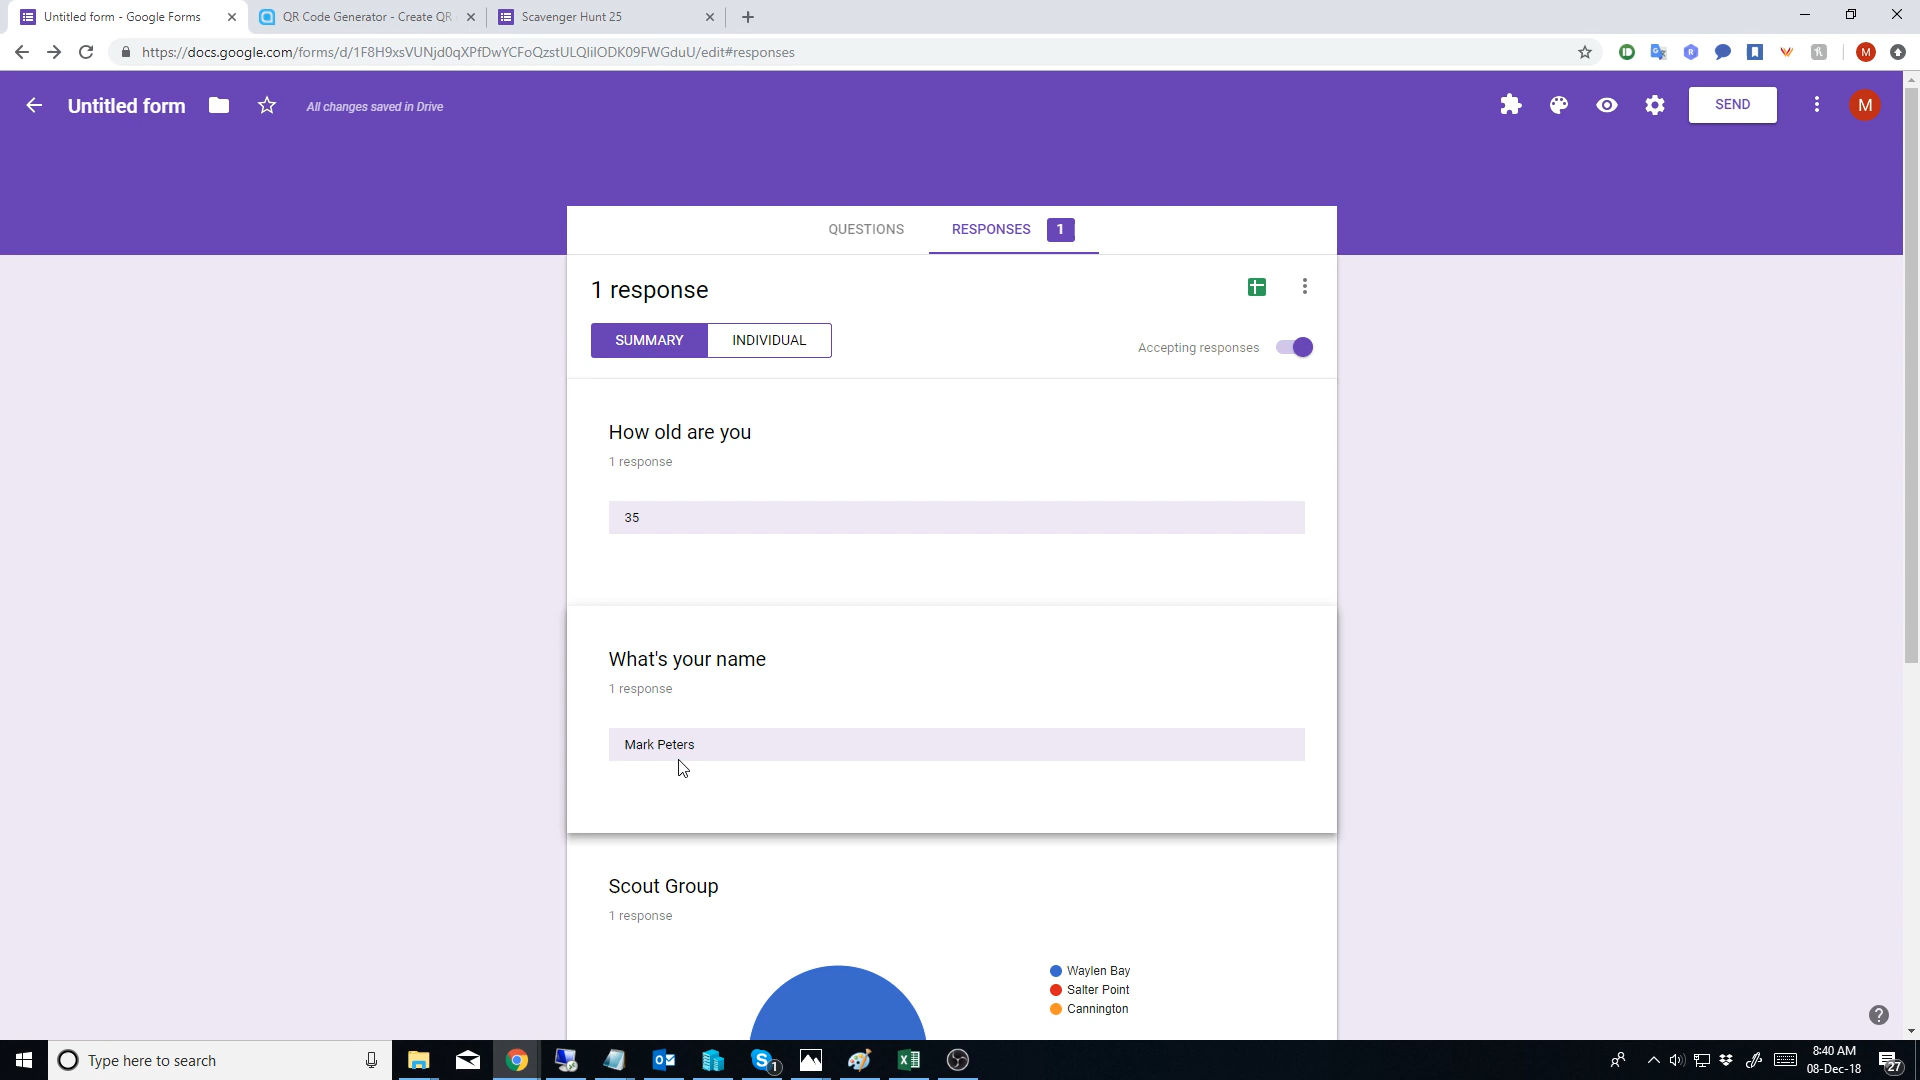 Untitled form - Google Forms
QR Code Generator - Create QR
Scavenger Hunt 25
https://docs.google.com/forms/d/1F8H9xsVUNjd0qXPfDwYCFoQzstULQIilODK09FWGduU/edit#responses
M
Untitled form
All changes saved in Drive
SEND
M
QUESTIONS
RESPONSES 1
1 response
SUMMARY
INDIVIDUAL
Accepting responses
How old are you
1 response
35
What's your name
1 response
Mark Peters
Scout Group
1 response
Waylen Bay
Salter Point
Cannington
Type here to search
1
8:40 AM
08-Dec-18
27